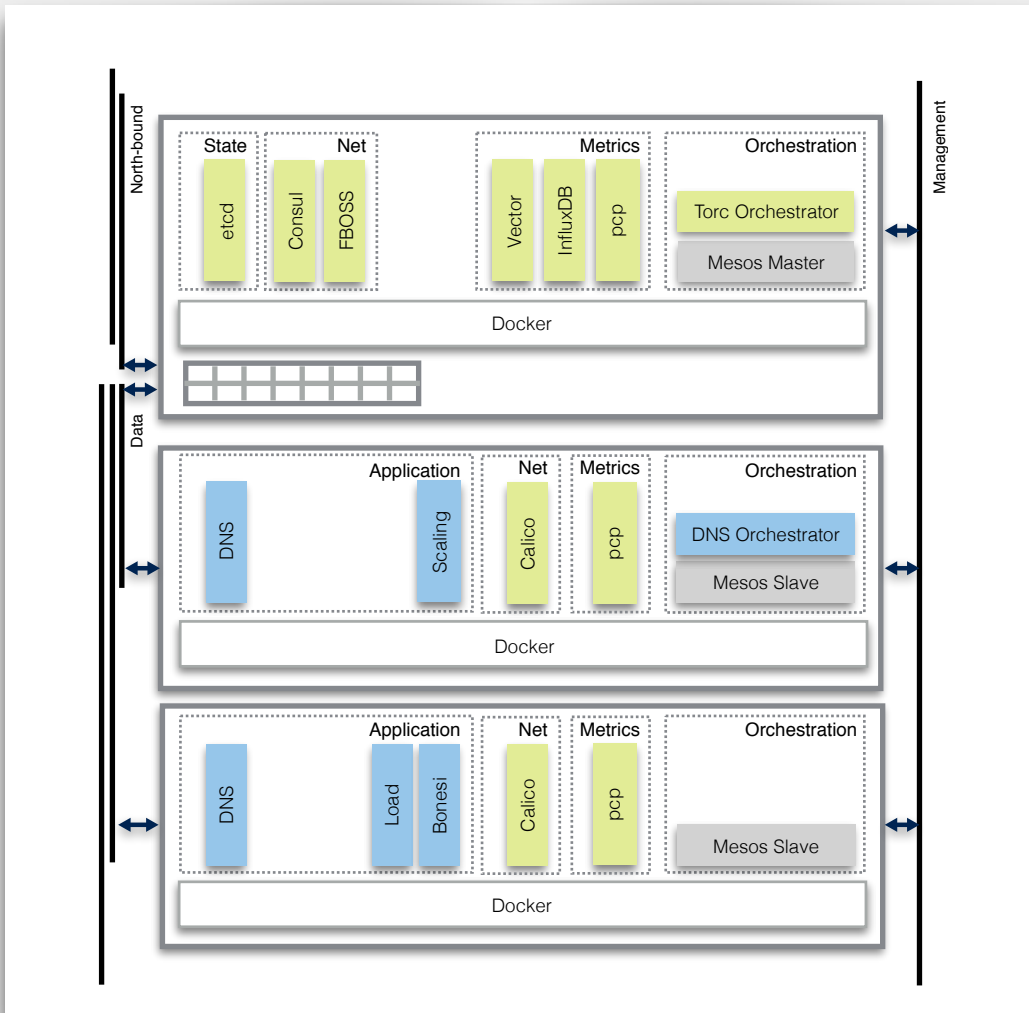 North-bound
Management
State
Net
Metrics
Orchestration
etcd
Consul
FBOSS
Vector
InfluxDB
pcp
Torc Orchestrator
Mesos Master
Docker
Data
Application
Net
Metrics
Orchestration
DNS
Scaling
Calico
pcp
DNS Orchestrator
Mesos Slave
Docker
Application
Net
Metrics
Orchestration
DNS
Load
Bonesi
Calico
pcp
Mesos Slave
Docker